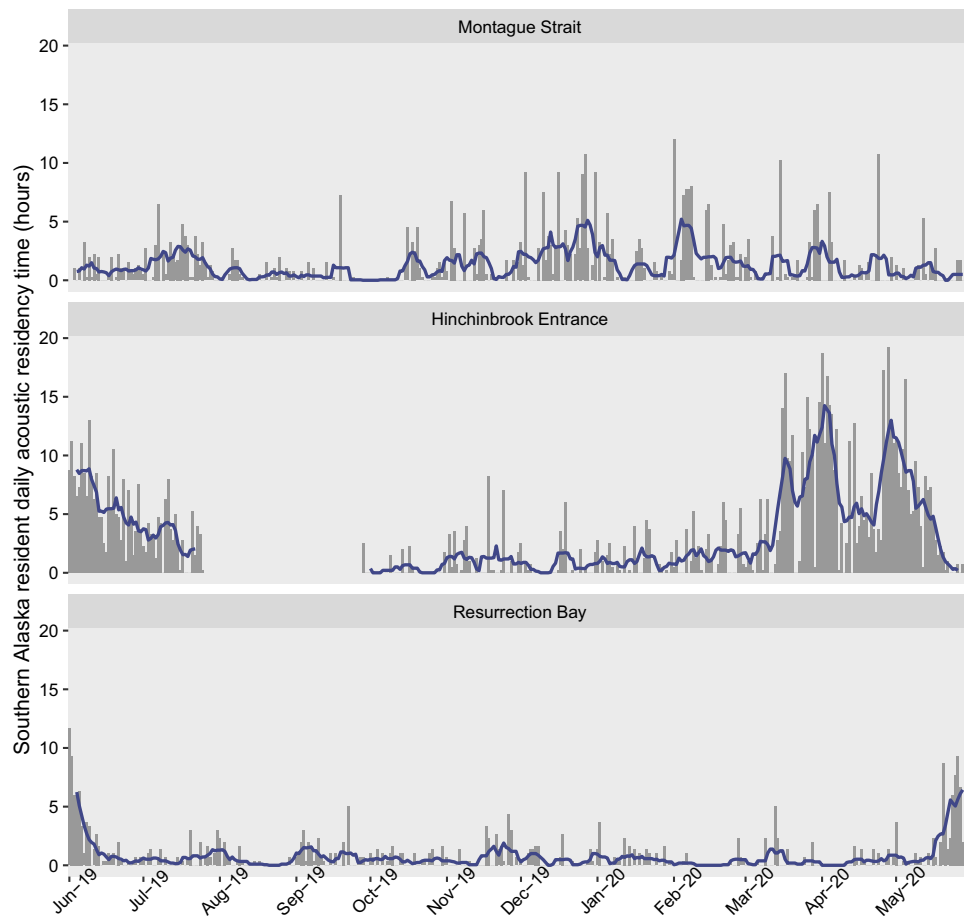 Montague Strait
20
15
10
5
0
Hinchinbrook Entrance
20
15
10
5
0
Resurrection Bay
20
15
10
5
0
Southern Alaska resident daily acoustic residency time (hours)
Jun−19
Jul−19
Aug−19
Sep−19
Oct−19
Nov−19
Dec−19
Jan−20
Feb−20
Mar−20
Apr−20
May−20